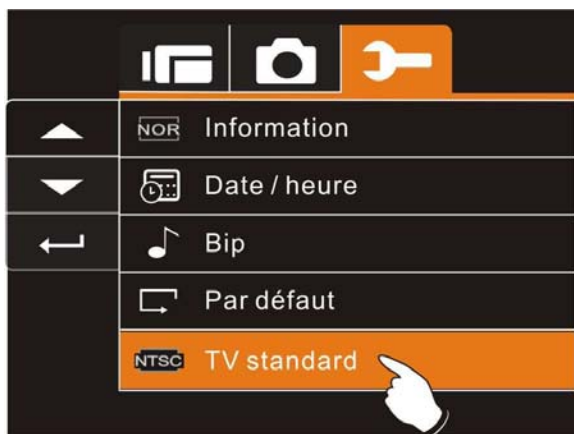 NOR Information
Date / heure
Bip
Par défaut
NTSC TV standard